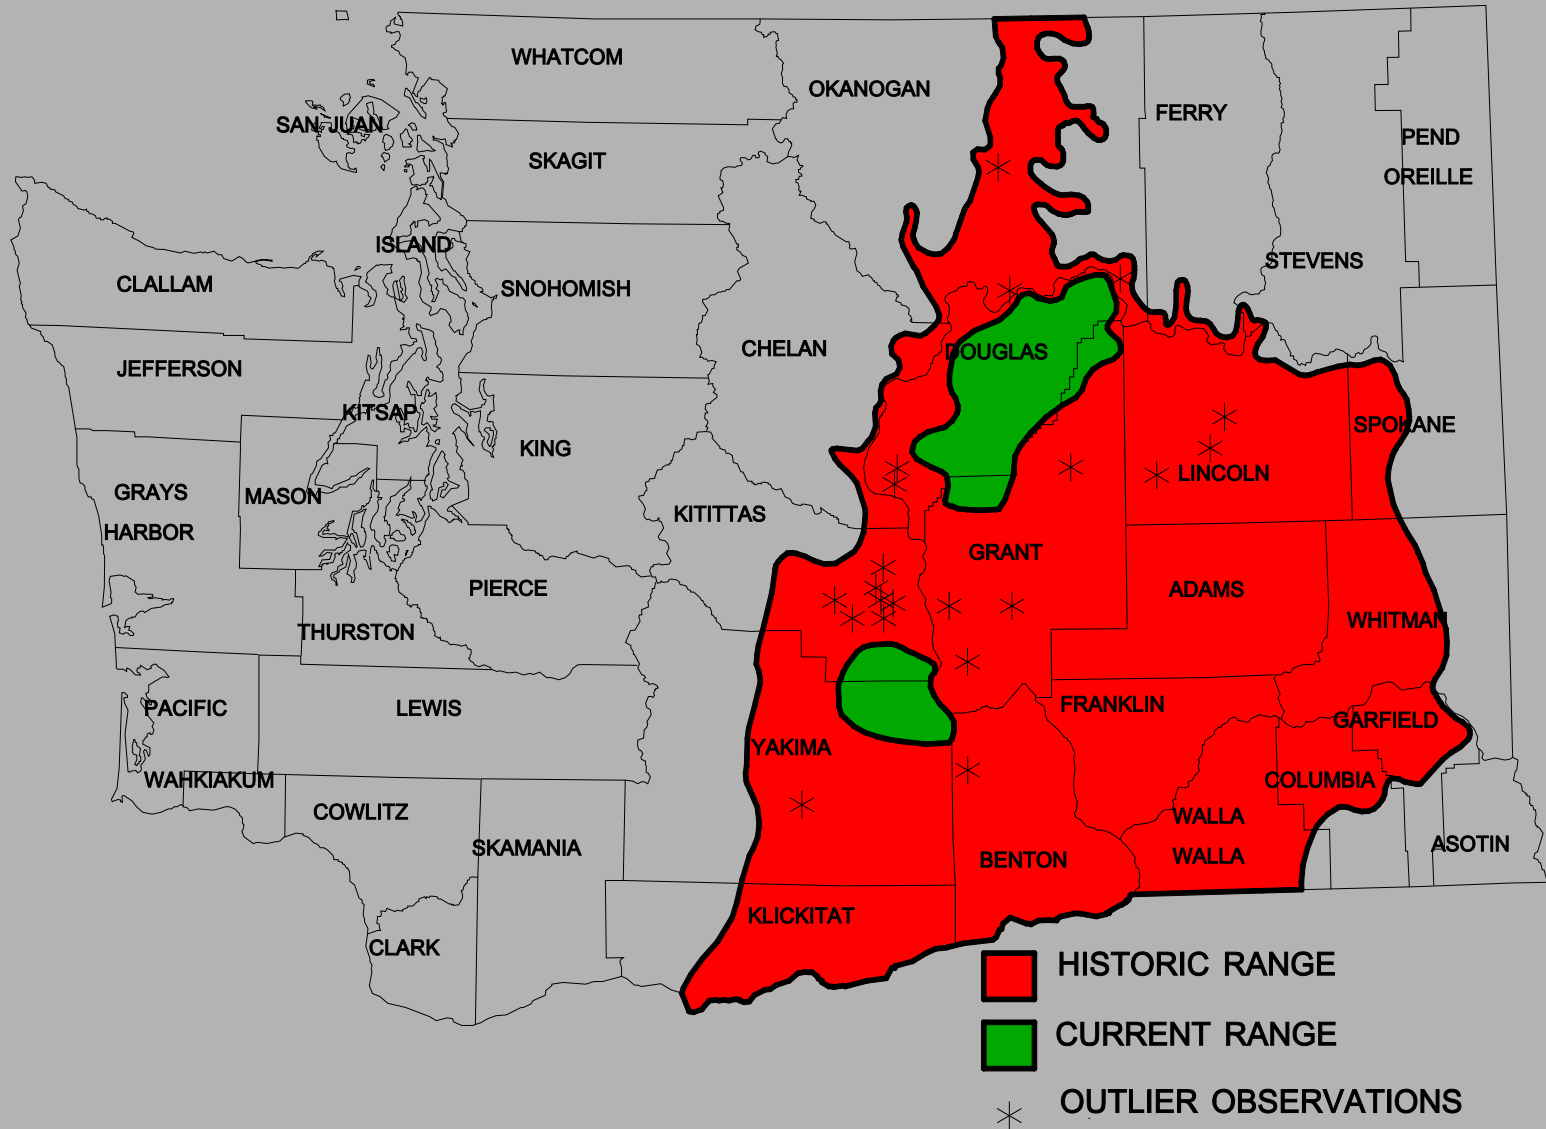 WHATCOM
OKANOGAN
FERRY
SAN JUAN
PEND
OREILLE
SKAGIT
ISLAND
STEVENS
CLALLAM
SNOHOMISH
CHELAN
DOUGLAS
JEFFERSON
KITSAP
SPOKANE
KING
LINCOLN
GRAYS
HARBOR
MASON
KITITTAS
GRANT
PIERCE
ADAMS
WHITMAN
THURSTON
PACIFIC
LEWIS
FRANKLIN
GARFIELD
YAKIMA
WAHKIAKUM
COLUMBIA
COWLITZ
WALLA
WALLA
SKAMANIA
BENTON
ASOTIN
KLICKITAT
CLARK
HISTORIC RANGE
CURRENT RANGE
OUTLIER OBSERVATIONS